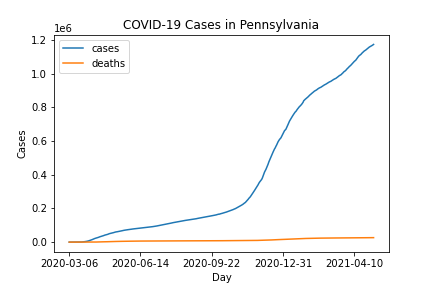 COVID-19 Cases in Pennsylvania
1e6
cases
deaths
1.2
1.0
0.8
0.6
0.4
0.2
0.0
Cases
2020-03-06 2020-06-14 2020-09-22 2020-12-31 2021-04-10
Day